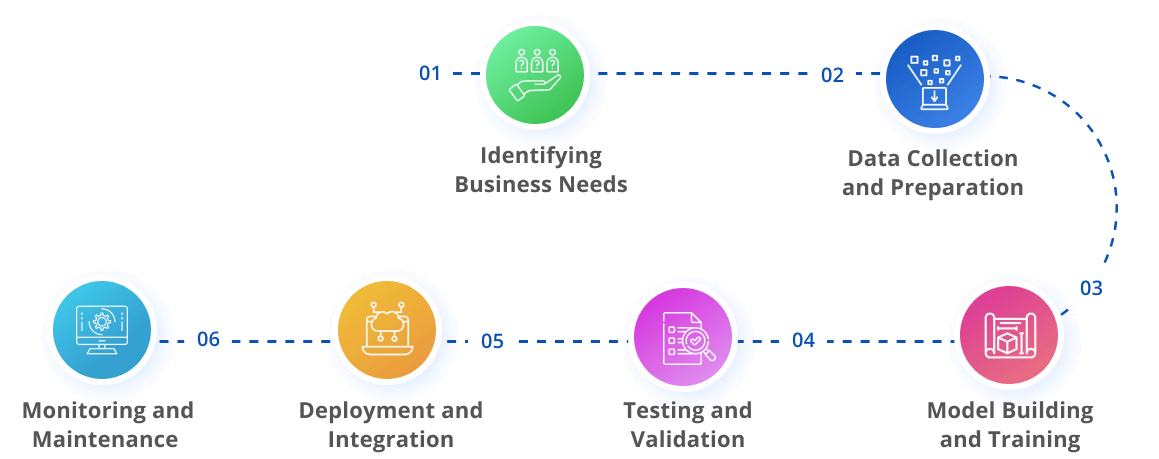 01
Identifying
Business Needs
02
Data Collection
and Preparation
03
Model Building
and Training
04
Testing and
Validation
05
Deployment and
Integration
06
Monitoring and
Maintenance